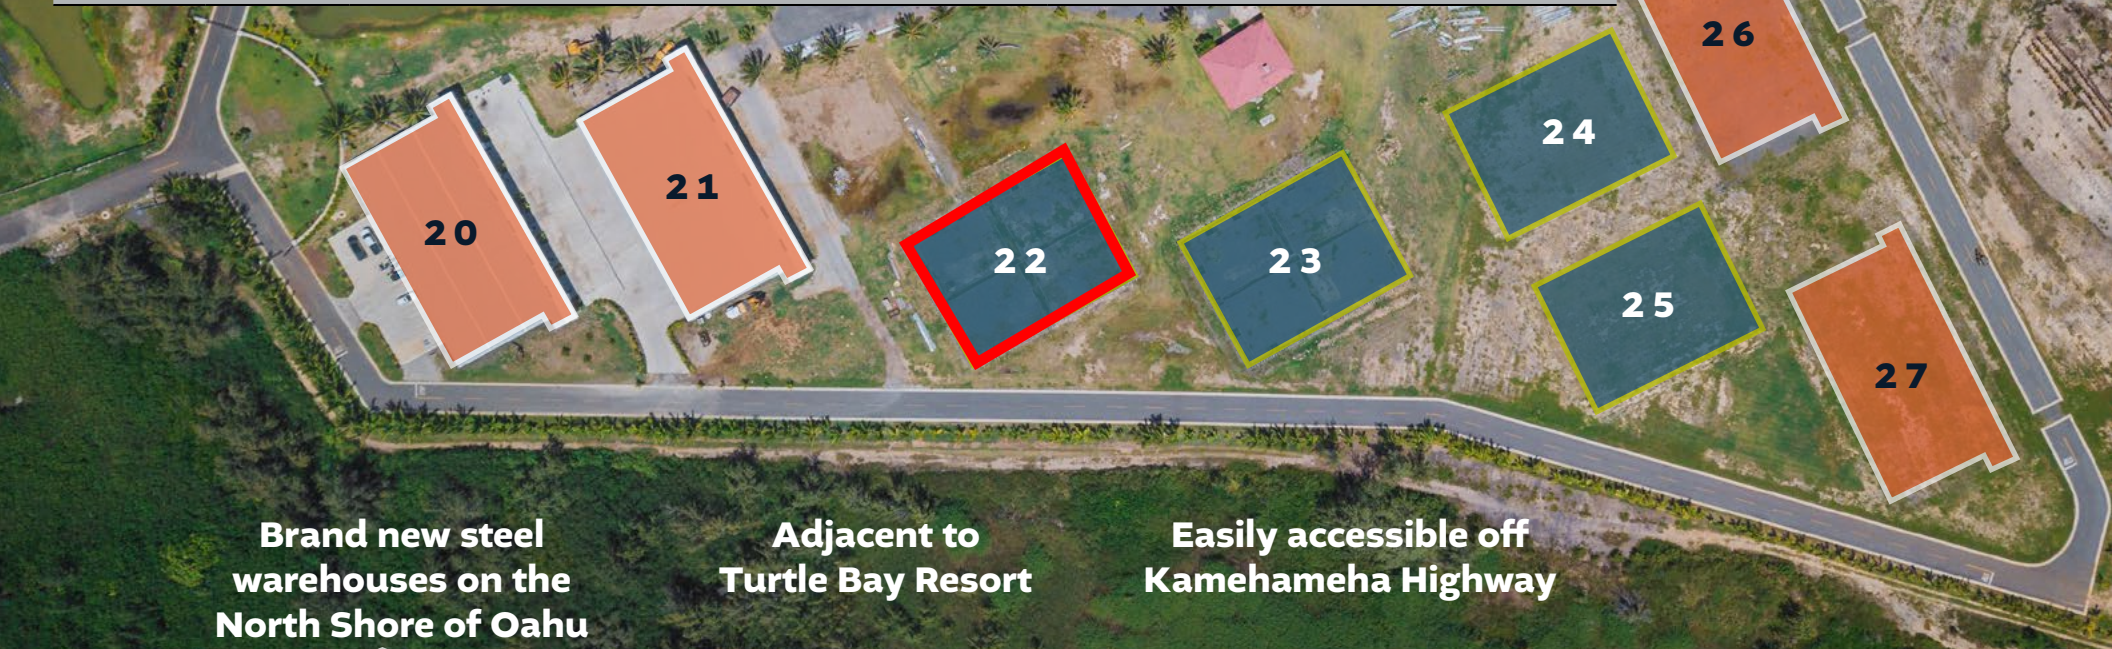 26
24
21
20
22
23
25
27
Brand new steel
warehouses on the
North Shore of Oahu
Adjacent to
Turtle Bay Resort
Easily accessible off
Kamehameha Highway